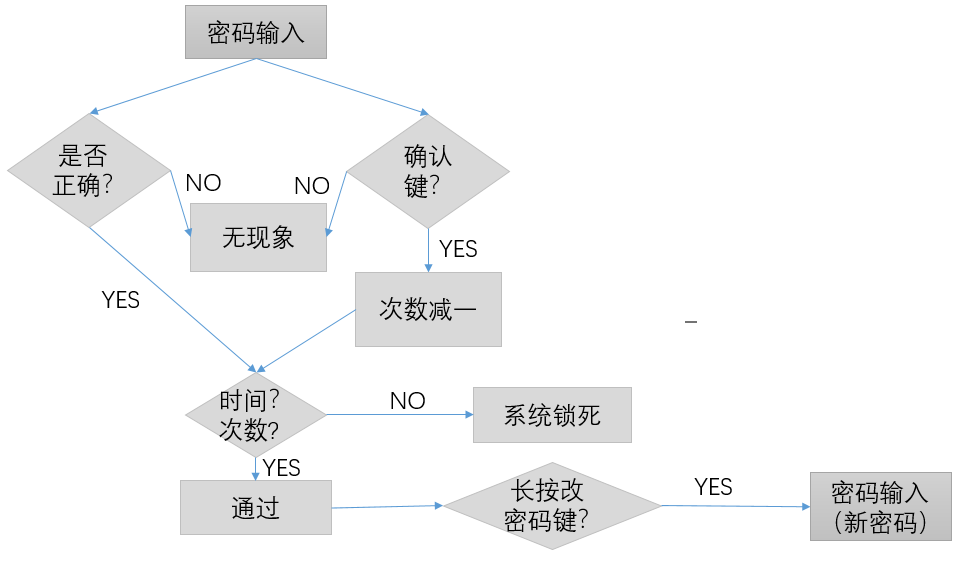 密码输入
是否
正确？
确认
键？
NO
NO
无现象
YES
YES
次数减一
时间？
次数?
NO
系统锁死
YES
通过
长按改
密码键？
YES
密码输入
（新密码）